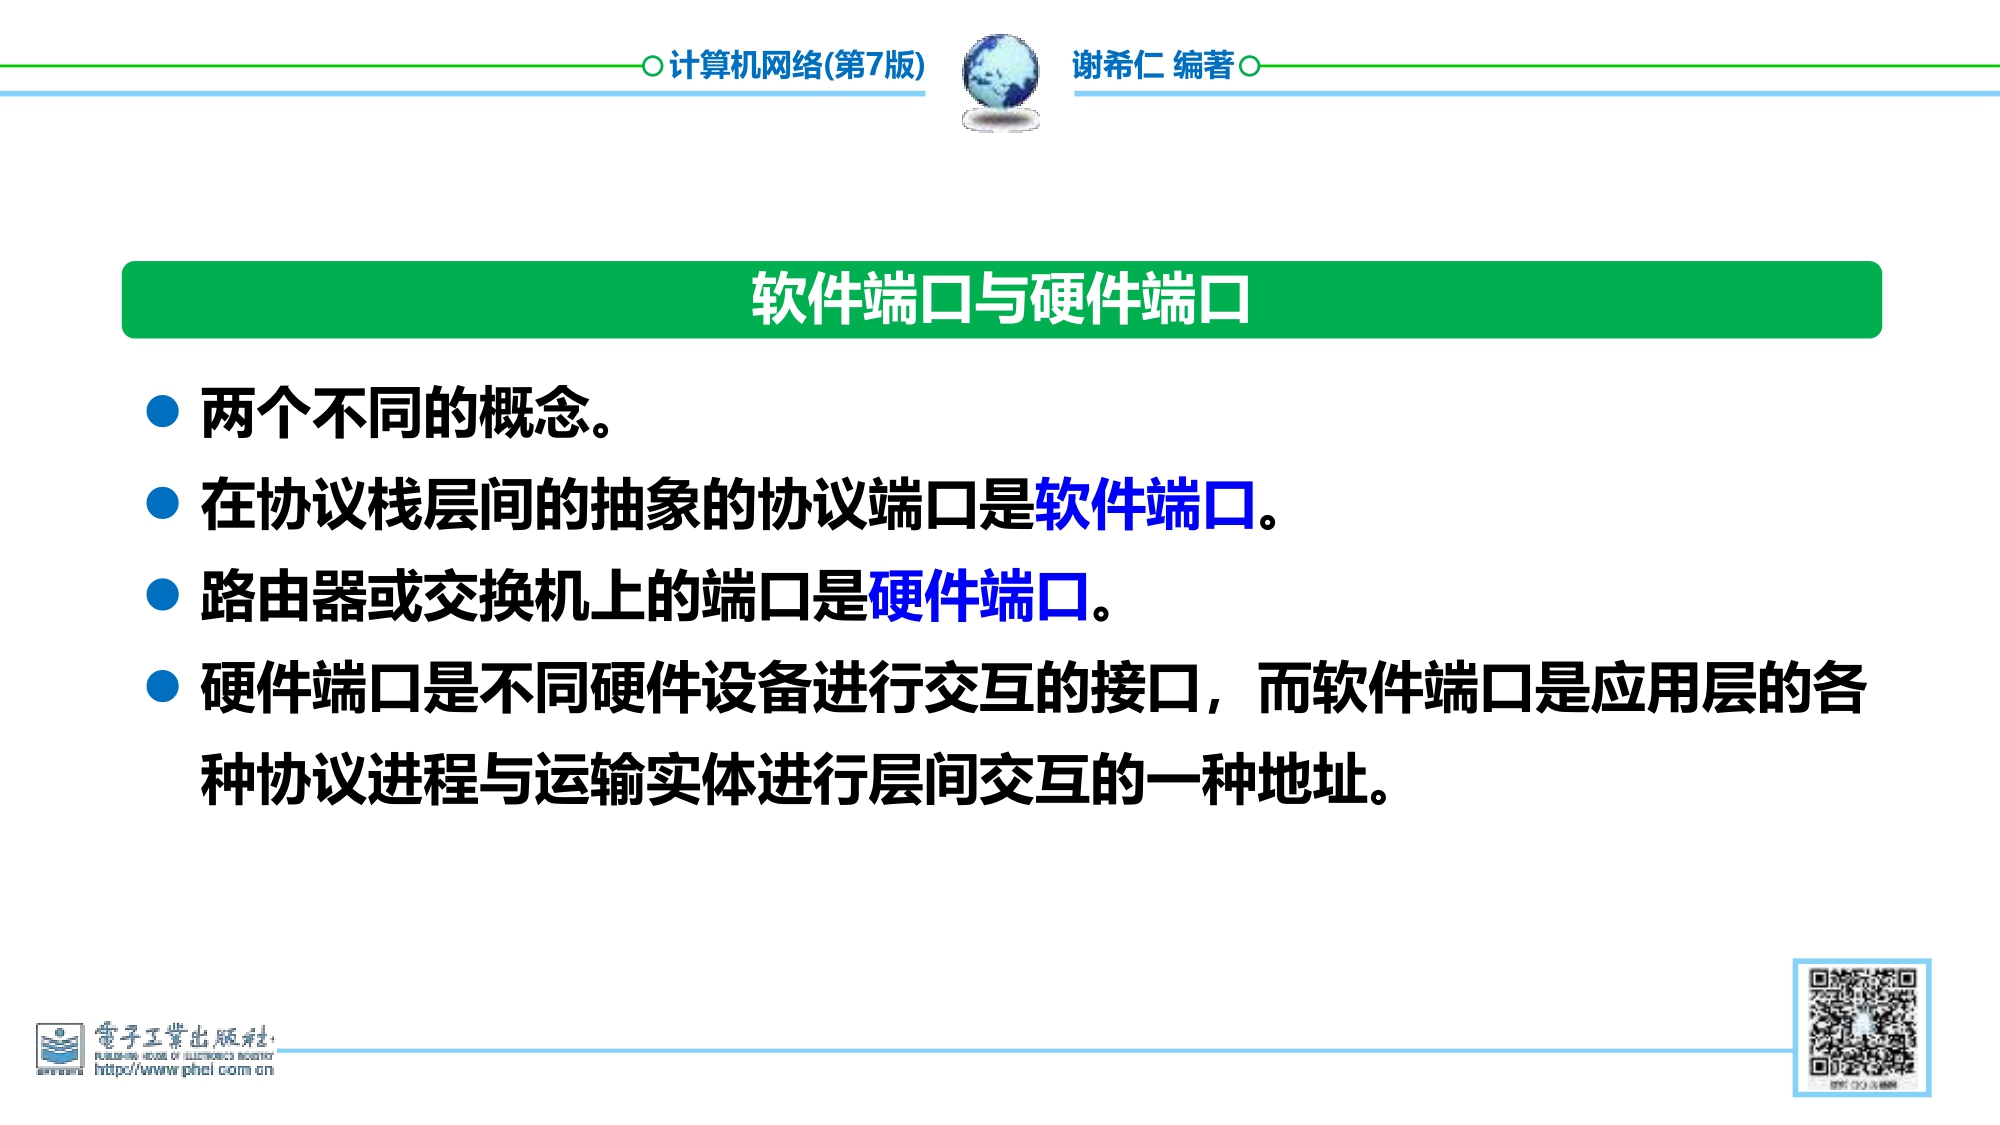 计算机网络(第7版) 谢希仁 编著
软件端口与硬件端口
两个不同的概念。
在协议栈层间的抽象的协议端口是软件端口。
路由器或交换机上的端口是硬件端口。
硬件端口是不同硬件设备进行交互的接口，而软件端口是应用层的各
种协议进程与运输实体进行层间交互的一种地址。
電子工業出版社
PUBLISHING HOUSE OF ELECTRONICS INDUSTRY
http://www.phei.com.cn